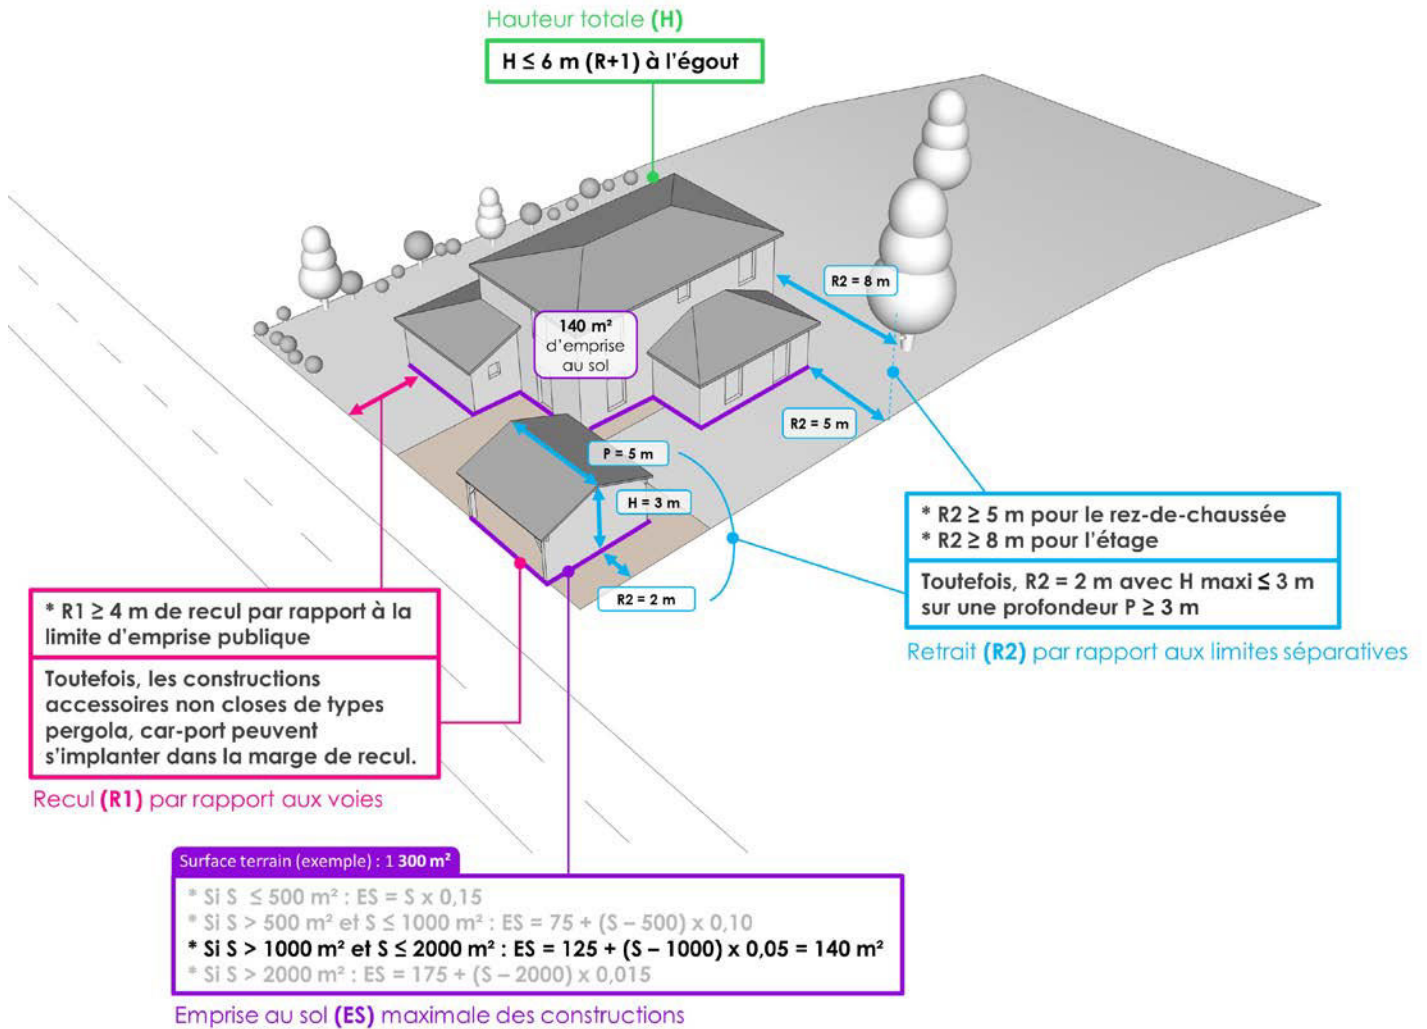 Hauteur totale (H)
H ≤ 6 m (R+1) à l'égout
R2 = 8 m
140 m²
d'emprise
au sol
R2 = 5 m
P = 5 m
H = 3 m
R2 = 2 m
* R2 ≥ 5 m pour le rez-de-chaussée
* R2 ≥ 8 m pour l'étage
Toutefois, R2 = 2 m avec H maxi ≤ 3 m
sur une profondeur P ≥ 3 m
Retrait (R2) par rapport aux limites séparatives
* R1 ≥ 4 m de recul par rapport à la
limite d'emprise publique
Toutefois, les constructions
accessoires non closes de types
pergola, car-port peuvent
s'implanter dans la marge de recul.
Recul (R1) par rapport aux voies
Surface terrain (exemple) : 1 300 m²
* Si S ≤ 500 m² : ES = S x 0,15
* Si S > 500 m² et S ≤ 1000 m² : ES = 75 + (S – 500) x 0,10
* Si S > 1000 m² et S ≤ 2000 m² : ES = 125 + (S – 1000) x 0,05 = 140 m²
* Si S > 2000 m² : ES = 175 + (S – 2000) x 0,015
Emprise au sol (ES) maximale des constructions